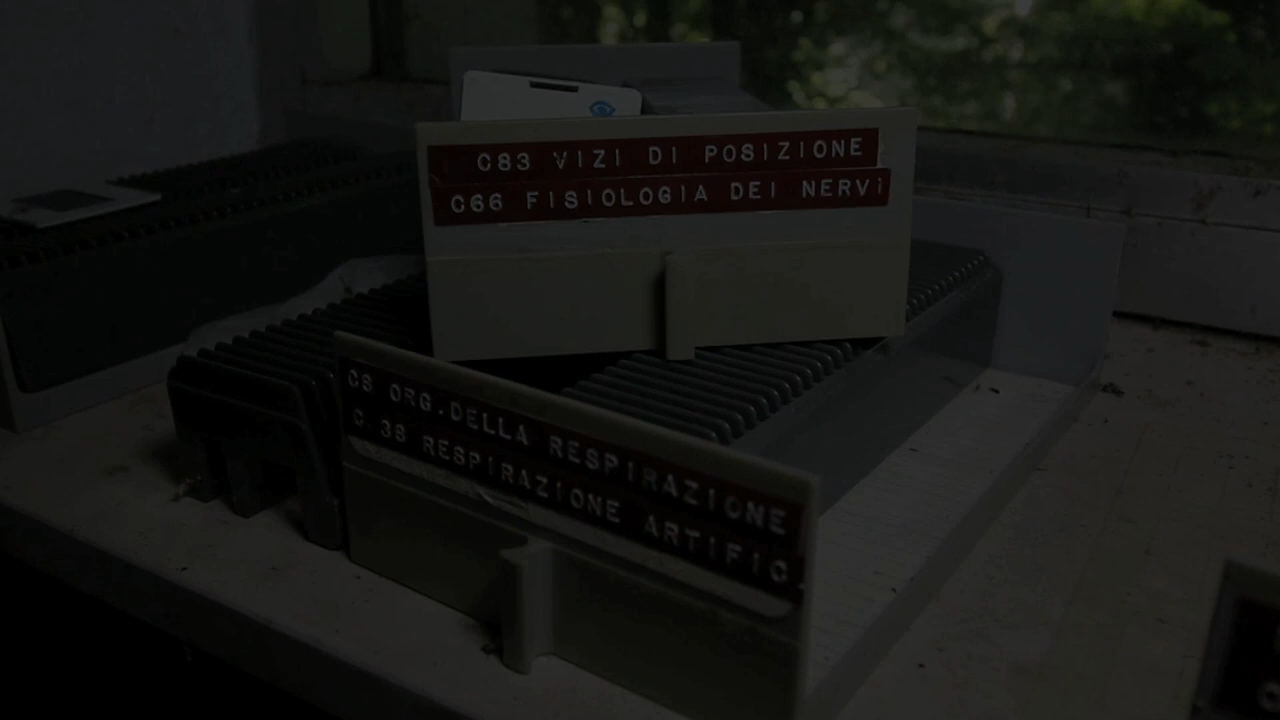 C83 VIZI DI POSIZIONE
C66 FISIOLOGIA DEI NERVi
C8 ORG.DELLA RESPIRAZIONE
C.38 RESPIRAZIONE ARTIFIC.